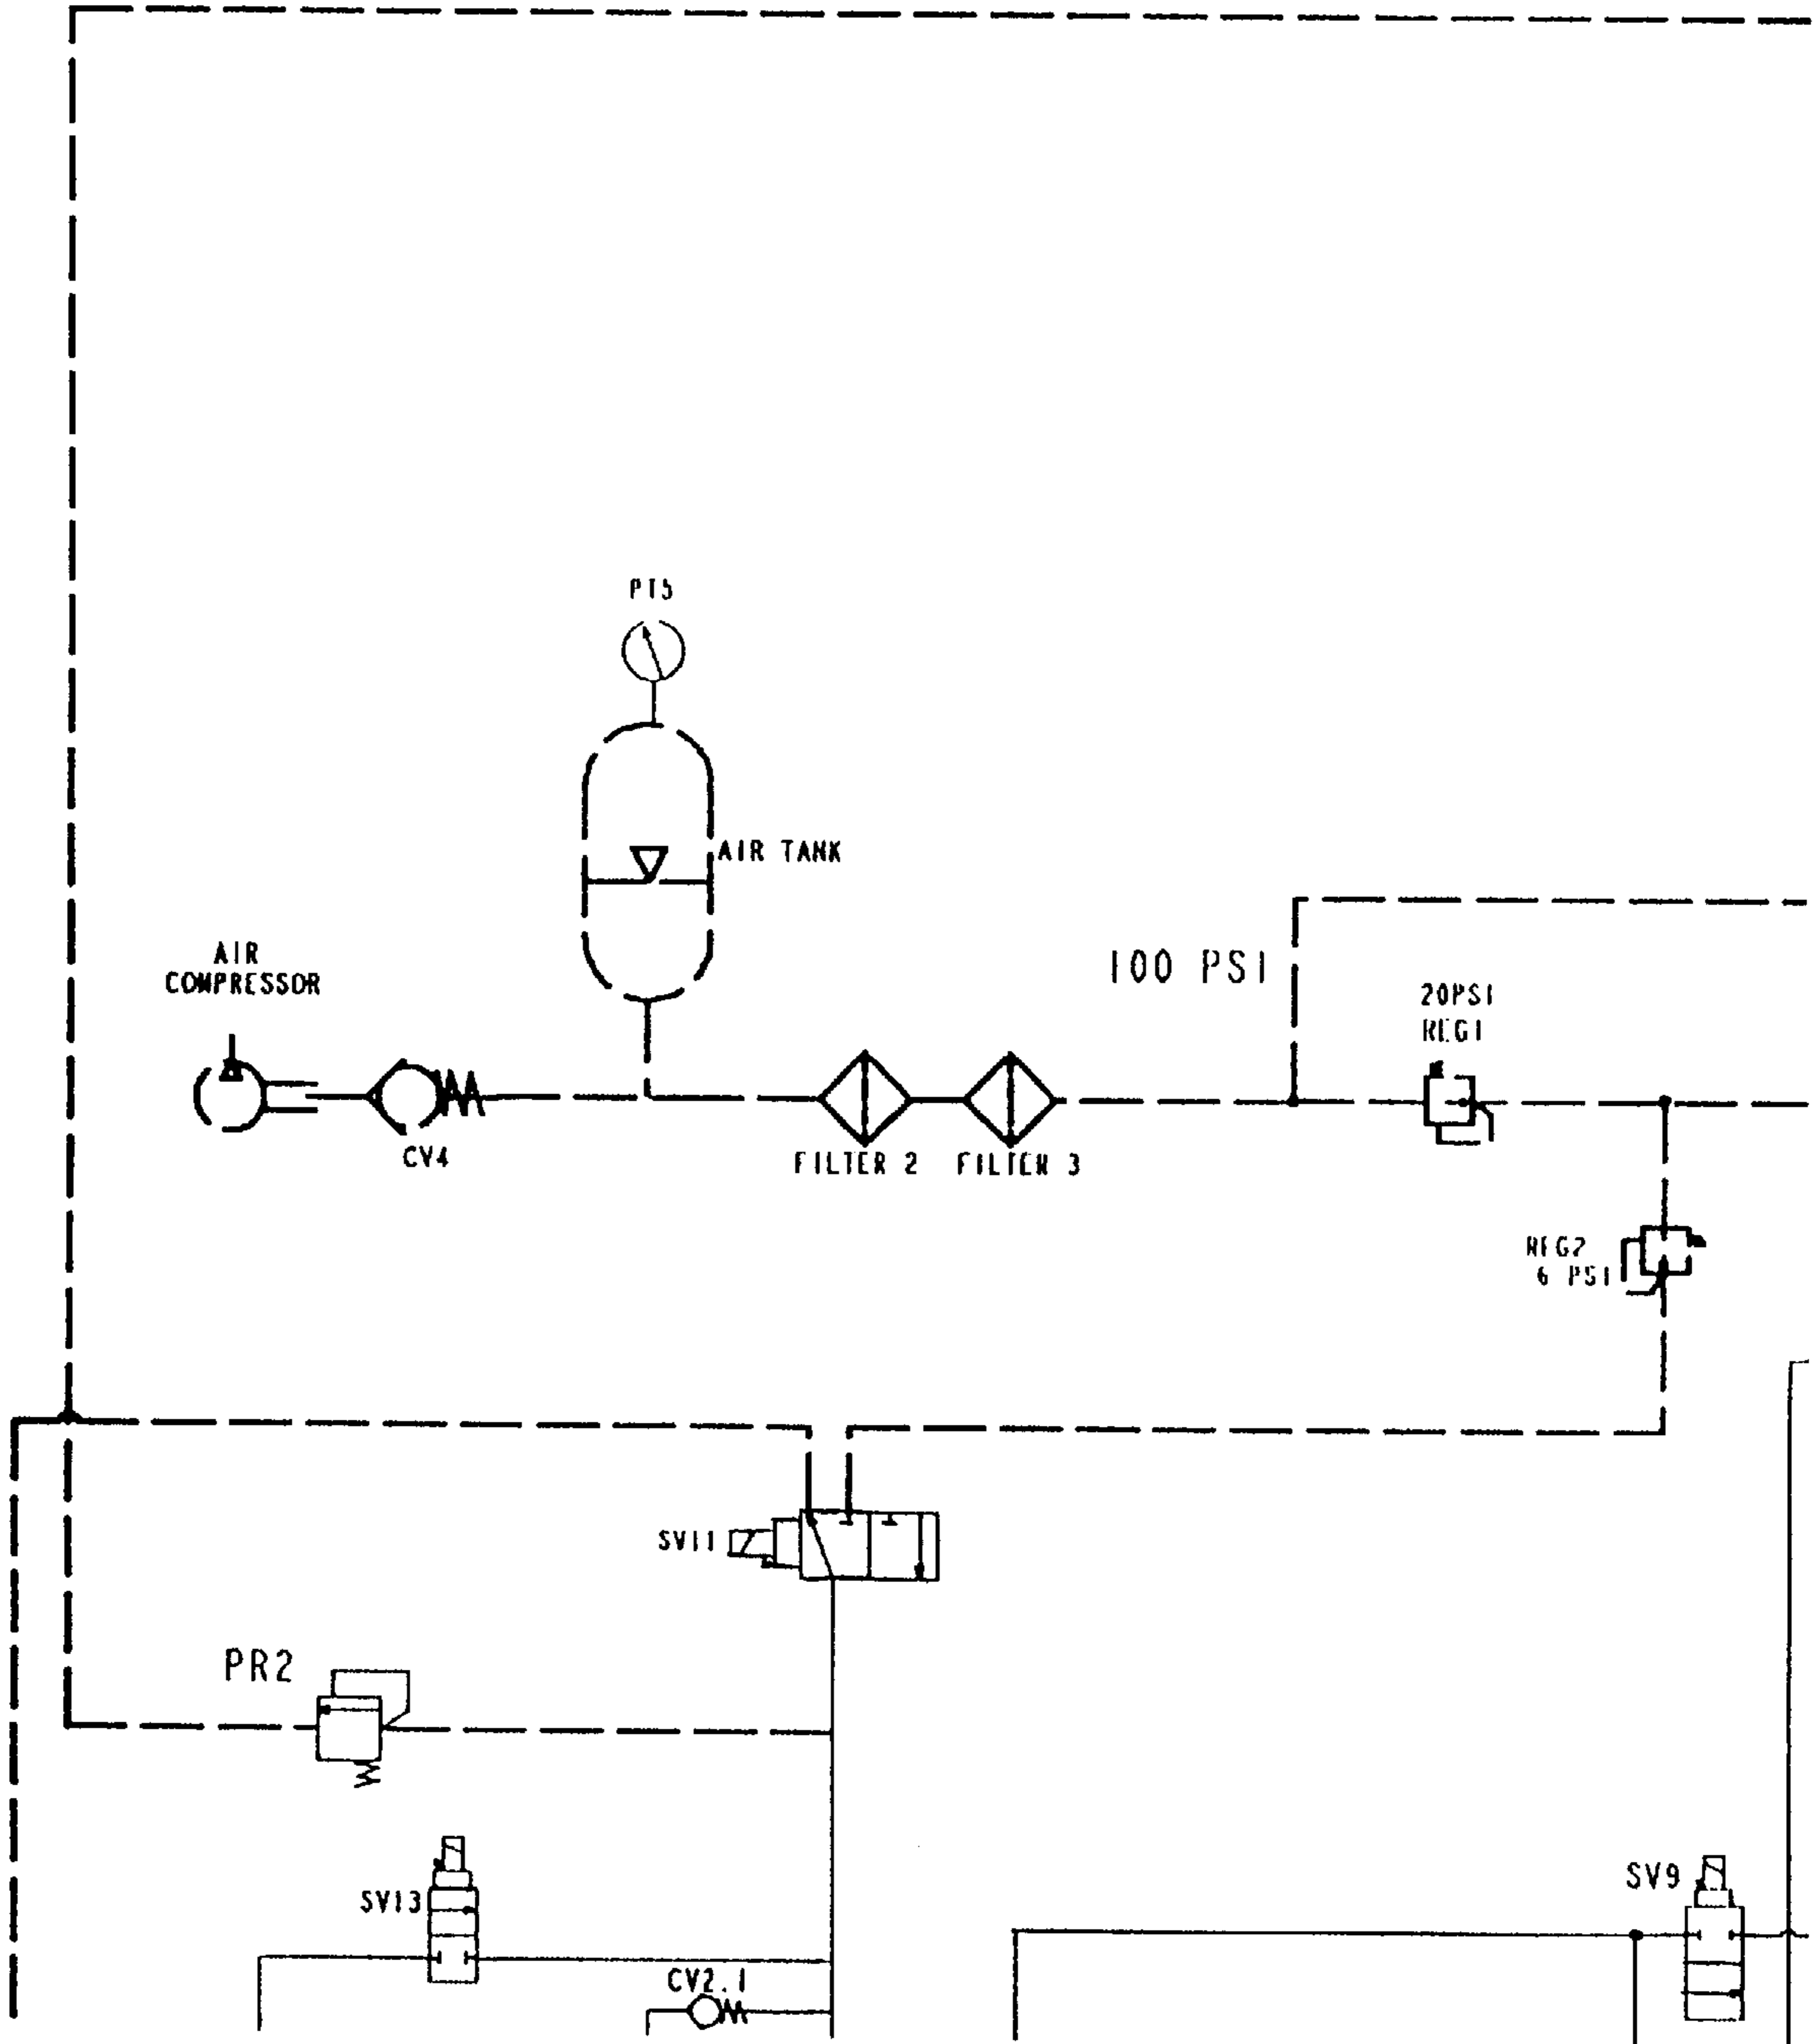 PT5
AIR TANK
AIR
COMPRESSOR
100 PSI
20PSI
REG1
CV4
FILTER 2
FILTER 3
REG2
6 PSI
SV11
PR2
SV13
SV9
CV2.1